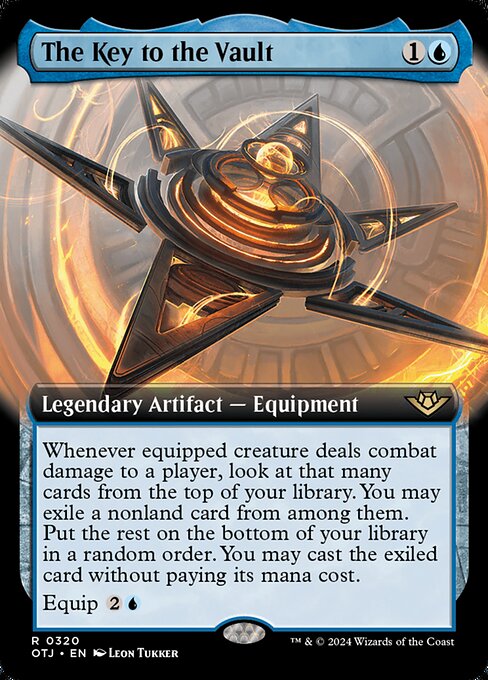 The Key to the Vault 1
Legendary Artifact — Equipment
Whenever equipped creature deals combat
damage to a player, look at that many
cards from the top of your library. You may
exile a nonland card from among them.
Put the rest on the bottom of your library
in a random order. You may cast the exiled
card without paying its mana cost.
Equip 2
R 0320
OTJ • EN Leon Tukker
™ & © 2024 Wizards of the Coast